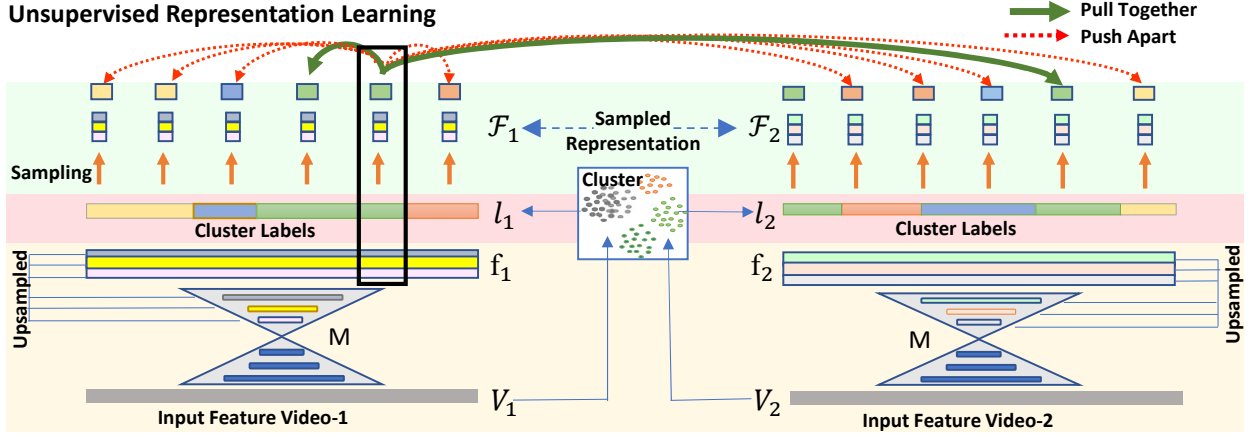 Unsupervised Representation Learning
Pull Together
Push Apart
ℱ₁
Sampled
Representation
ℱ₂
Sampling
Cluster
l₁
l₂
Cluster Labels
Cluster Labels
f₁
f₂
Upsampled
Upsampled
M
M
V₁
V₂
Input Feature Video-1
Input Feature Video-2